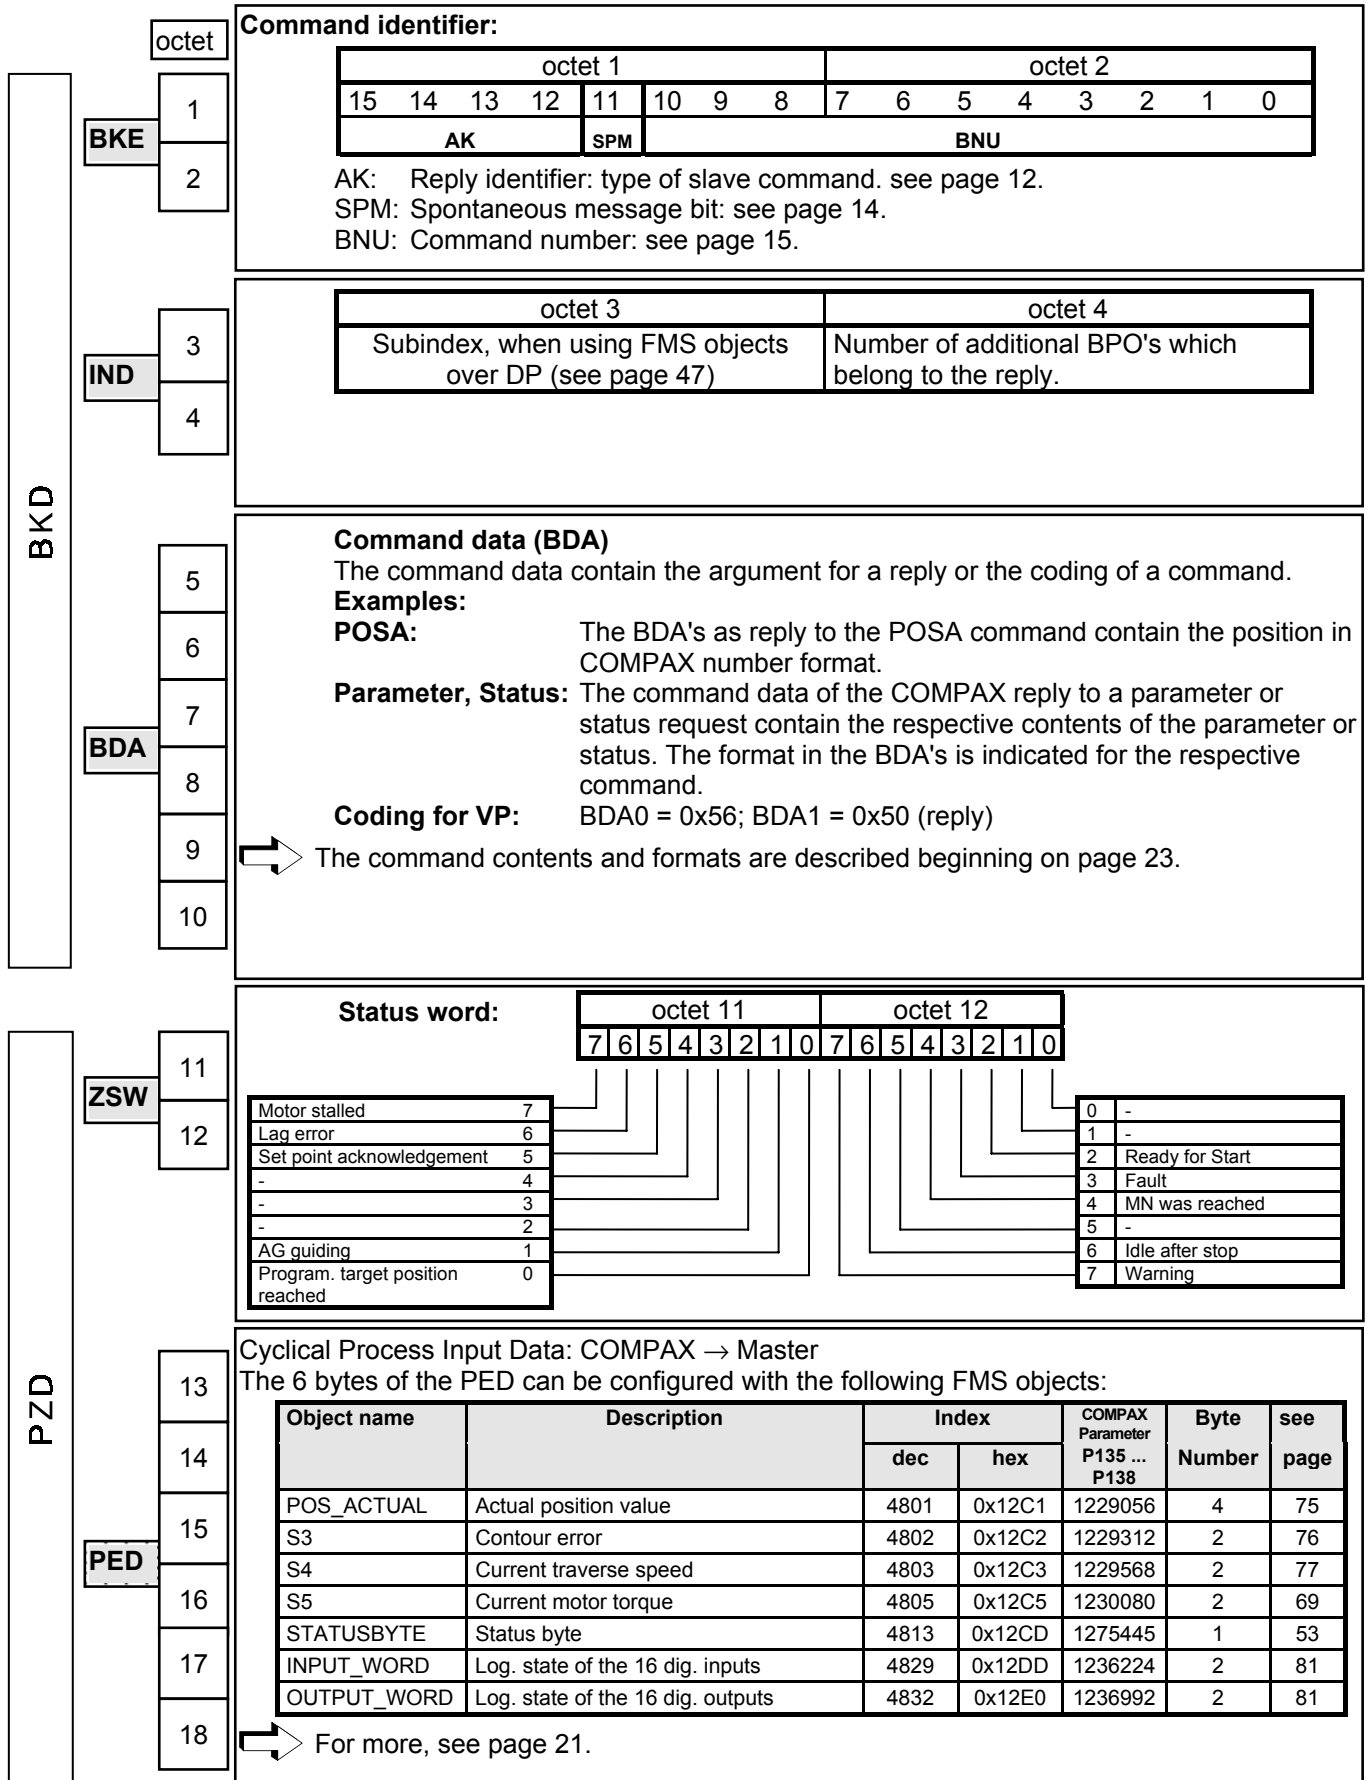 octet
BKD
BKE
1
2
Command identifier:
octet 1 octet 2
15 14 13 12 11 10 9 8 7 6 5 4 3 2 1 0
AK SPM BNU
AK: Reply identifier: type of slave command. see page 12.
SPM: Spontaneous message bit: see page 14.
BNU: Command number: see page 15.
IND
3
4
octet 3 octet 4
Subindex, when using FMS objects Number of additional BPO's which
over DP (see page 47) belong to the reply.
BDA
5
6
7
8
9
10
Command data (BDA)
The command data contain the argument for a reply or the coding of a command.
Examples:
POSA: The BDA's as reply to the POSA command contain the position in
COMPAX number format.
Parameter, Status: The command data of the COMPAX reply to a parameter or
status request contain the respective contents of the parameter or
status. The format in the BDA's is indicated for the respective
command.
Coding for VP: BDA0 = 0x56; BDA1 = 0x50 (reply)
The command contents and formats are described beginning on page 23.
PZD
ZSW
11
12
Status word:
octet 11 octet 12
7 6 5 4 3 2 1 0 7 6 5 4 3 2 1 0
Motor stalled 7
Lag error 6
Set point acknowledgement 5
- 4
- 3
- 2
AG guiding 1
Program. target position 0
reached
0 -
1 -
2 Ready for Start
3 Fault
4 MN was reached
5 -
6 Idle after stop
7 Warning
PED
13
14
15
16
17
18
Cyclical Process Input Data: COMPAX → Master
The 6 bytes of the PED can be configured with the following FMS objects:
Object name Description Index COMPAX Byte see
Parameter
dec hex P135 ... Number page
P138
POS_ACTUAL Actual position value 4801 0x12C1 1229056 4 75
S3 Contour error 4802 0x12C2 1229312 2 76
S4 Current traverse speed 4803 0x12C3 1229568 2 77
S5 Current motor torque 4805 0x12C5 1230080 2 69
STATUSBYTE Status byte 4813 0x12CD 1275445 1 53
INPUT_WORD Log. state of the 16 dig. inputs 4829 0x12DD 1236224 2 81
OUTPUT_WORD Log. state of the 16 dig. outputs 4832 0x12E0 1236992 2 81
For more, see page 21.